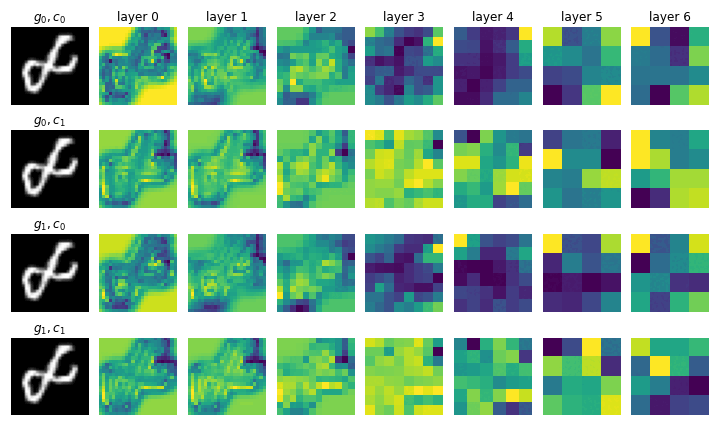 g₀, c₀ layer 0 layer 1 layer 2 layer 3 layer 4 layer 5 layer 6
g₀, c₁
g₁, c₀
g₁, c₁